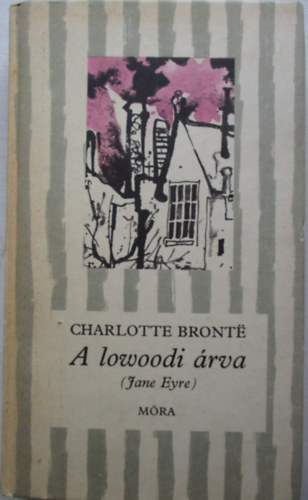 CHARLOTTE BRONTË
A lowoodi árva
(Jane Eyre)
MÓRA